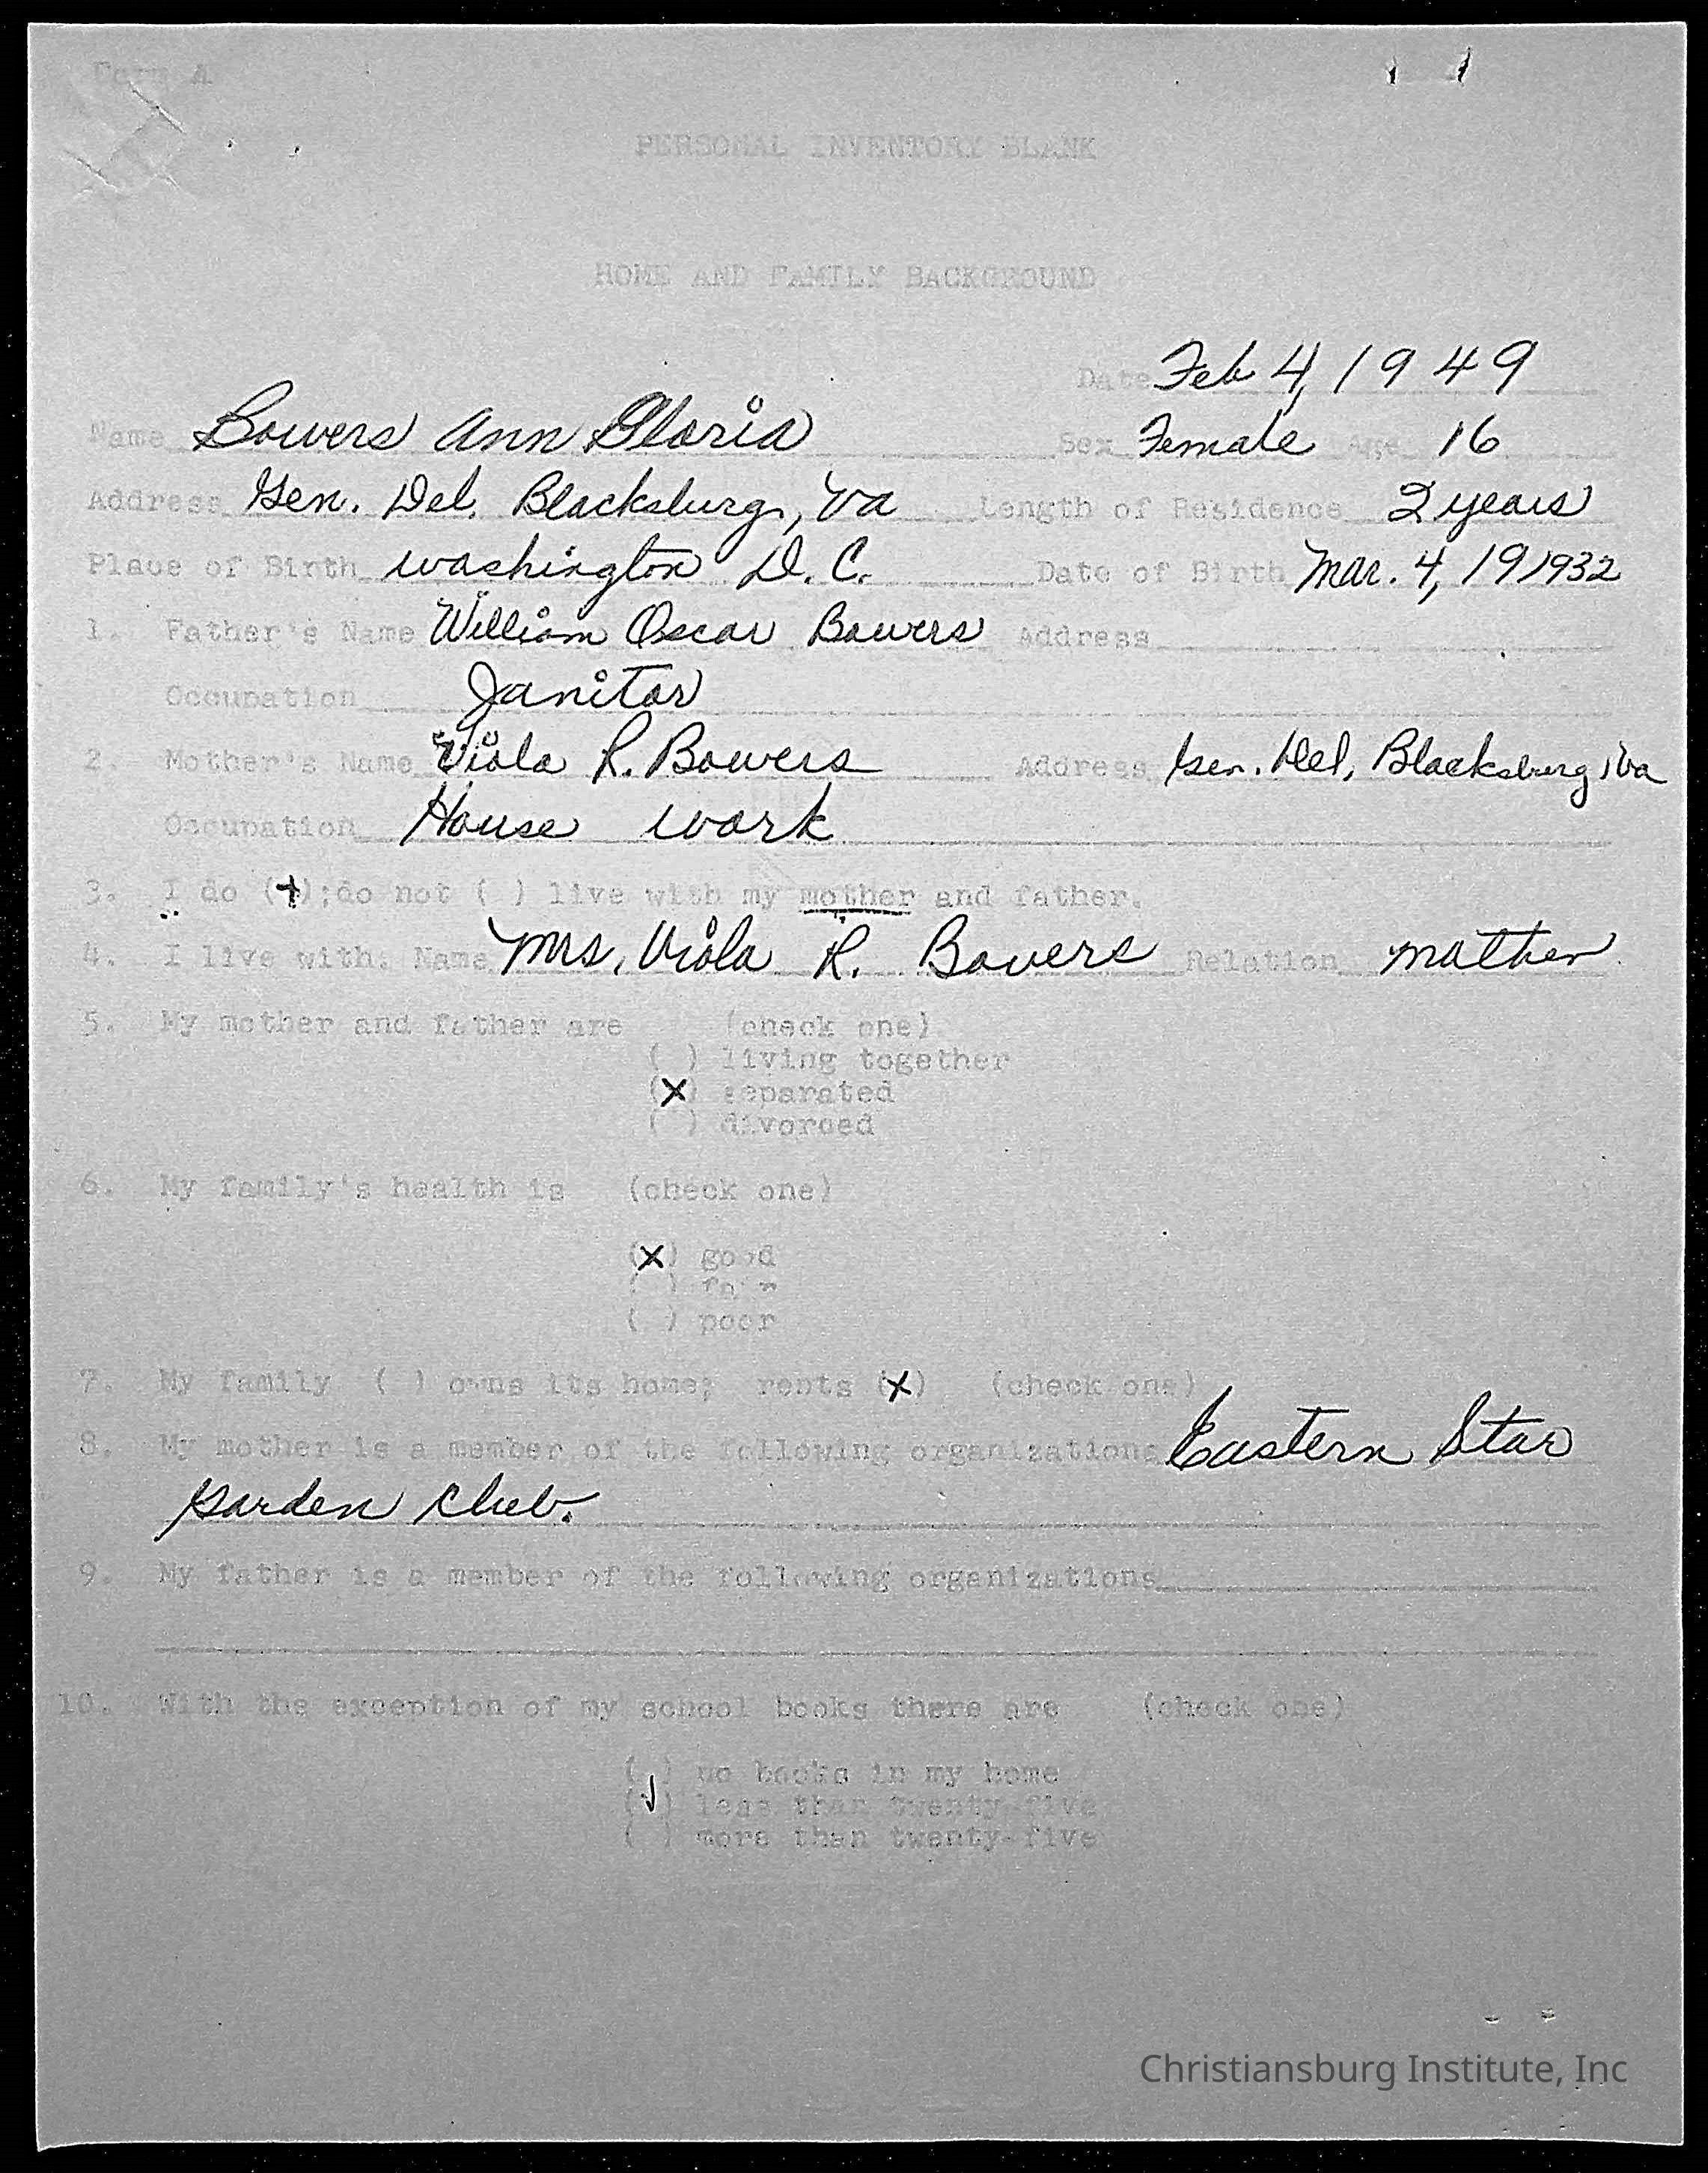 Form A
PERSONAL INVENTORY BLANK
HOME AND FAMILY BACKGROUND
Date Feb 4, 1949
Name Bowers Ann Gloria Sex Female Age 16
Address Gen. Del. Blacksburg, Va Length of Residence 2 years
Place of Birth washington D. C. Date of Birth Mar. 4, 19 1932
1. Father's Name William Oscar Bowers Address
Occupation Janitor
2. Mother's Name Viola R. Bowers Address Gen. Del, Blacksburg, Va
Occupation House work
3. I do (+);do not ( ) live with my mother and father.
4. I live with: Name Mrs, Viola R. Bowers Relation mother
5. My mother and father are (check one)
( ) living together
(X) separated
( ) divorced
6. My family's health is (check one)
(X) good
( ) fair
( ) poor
7. My family ( ) owns its home; rents (X) (check one)
8. My mother is a member of the following organizations Eastern Star
Garden Club.
9. My father is a member of the following organizations
10. With the exception of my school books there are (check one)
( ) no books in my home
(✓) less than twenty-five
( ) more than twenty-five
Christiansburg Institute, Inc